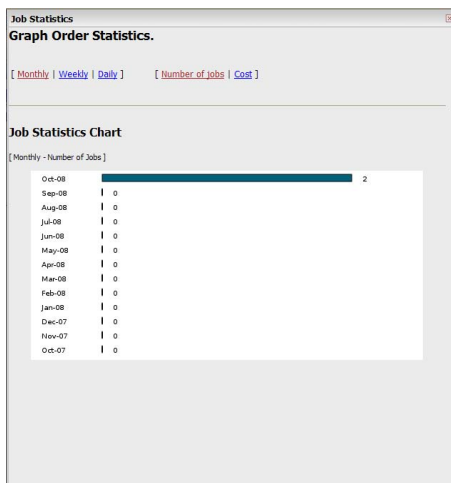 Job Statistics
Graph Order Statistics.
[ Monthly | Weekly | Daily ] [ Number of jobs | Cost ]
Job Statistics Chart
[ Monthly - Number of Jobs ]
Oct-08 2
Sep-08 0
Aug-08 0
Jul-08 0
Jun-08 0
May-08 0
Apr-08 0
Mar-08 0
Feb-08 0
Jan-08 0
Dec-07 0
Nov-07 0
Oct-07 0